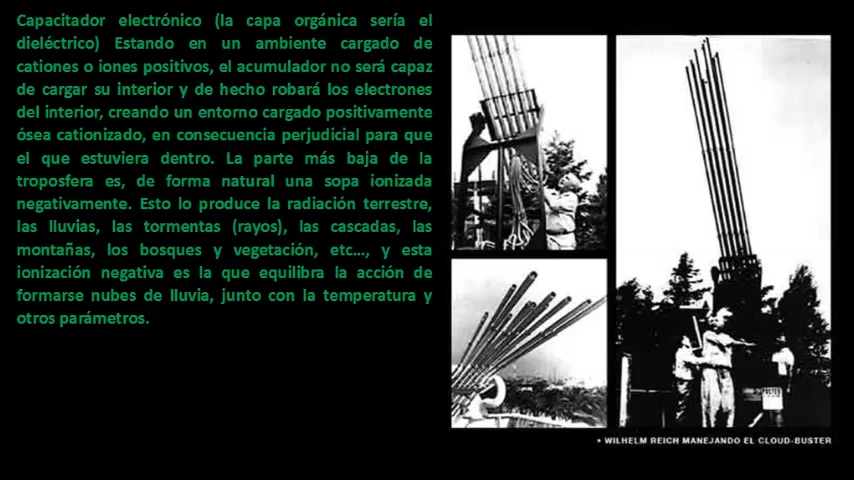 Capacitador electrónico (la capa orgánica sería el
dieléctrico) Estando en un ambiente cargado de
cationes o iones positivos, el acumulador no será capaz
de cargar su interior y de hecho robará los electrones
del interior, creando un entorno cargado positivamente
ósea cationizado, en consecuencia perjudicial para que
el que estuviera dentro. La parte más baja de la
troposfera es, de forma natural una sopa ionizada
negativamente. Esto lo produce la radiación terrestre,
las lluvias, las tormentas (rayos), las cascadas, las
montañas, los bosques y vegetación, etc..., y esta
ionización negativa es la que equilibra la acción de
formarse nubes de lluvia, junto con la temperatura y
otros parámetros.
• WILHELM REICH MANEJANDO EL CLOUD-BUSTER